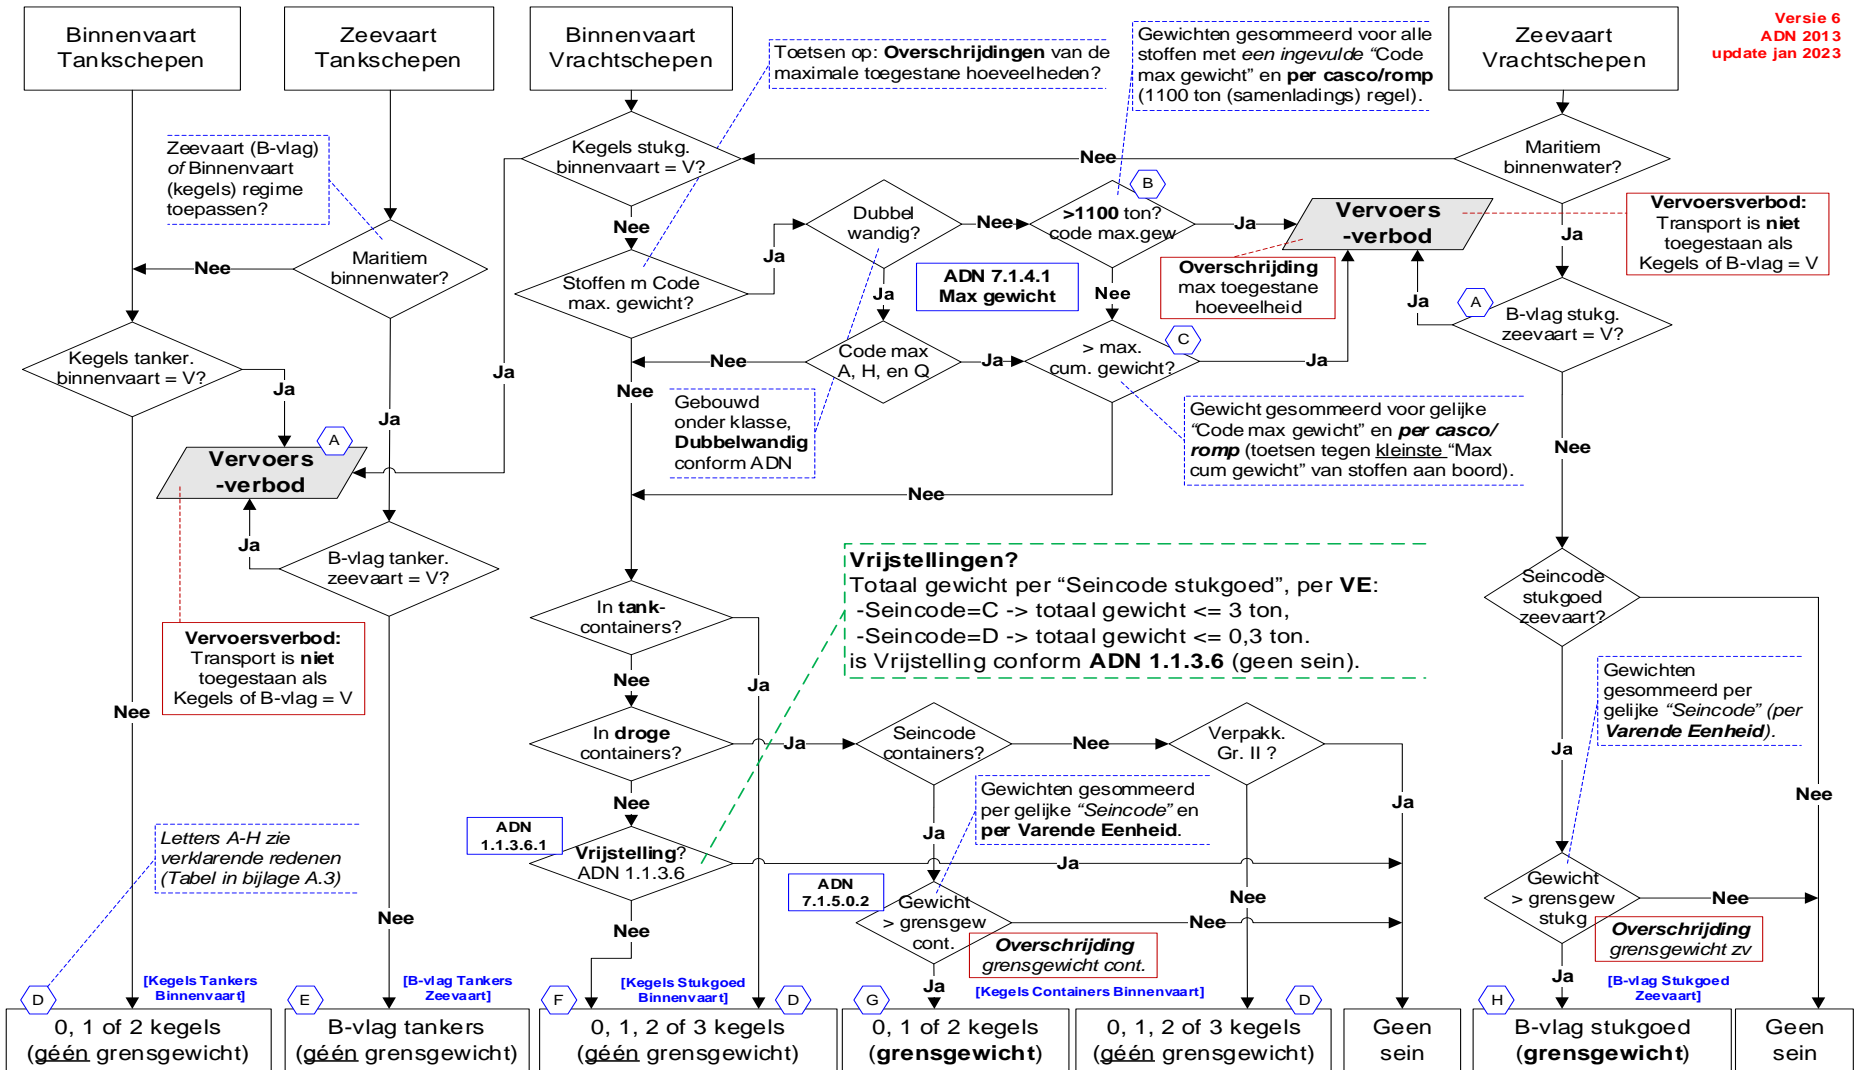 Binnenvaart
Tankschepen
Zeevaart
Tankschepen
Binnenvaart
Vrachtschepen
Toetsen op: Overschrijdingen van de
maximale toegestane hoeveelheden?
Gewichten gesommeerd voor alle
stoffen met een ingevulde “Code
max gewicht” en per casco/romp
(1100 ton (samenladings) regel).
Zeevaart
Vrachtschepen
Versie 6
ADN 2013
update jan 2023
Zeevaart (B-vlag)
of Binnenvaart
(kegels) regime
toepassen?
Kegels stukg.
binnenvaart = V?
Nee
Maritiem
binnenwater?
Maritiem
binnenwater?
Nee
Nee
Stoffen m Code
max. gewicht?
Ja
Dubbel
wandig?
Nee
B
>1100 ton?
code max.gew
Ja
Vervoers
-verbod
Vervoersverbod:
Transport is niet
toegestaan als
Kegels of B-vlag = V
Ja
ADN 7.1.4.1
Max gewicht
Overschrijding
max toegestane
hoeveelheid
Ja
Nee
Ja
A
B-vlag stukg.
zeevaart = V?
Kegels tanker.
binnenvaart = V?
Ja
Ja
Ja
Nee
Nee
Code max
A, H, en Q
Ja
C
> max.
cum. gewicht?
Ja
Gebouwd
onder klasse,
Dubbelwandig
conform ADN
Gewicht gesommeerd voor gelijke
“Code max gewicht” en per casco/
romp (toetsen tegen kleinste “Max
cum gewicht” van stoffen aan boord).
Nee
A
Vervoers
-verbod
Nee
Ja
B-vlag tanker.
zeevaart = V?
Vervoersverbod:
Transport is niet
toegestaan als
Kegels of B-vlag = V
Nee
In tank-
containers?
Nee
Ja
Vrijstellingen?
Totaal gewicht per “Seincode stukgoed”, per VE:
-Seincode=C -> totaal gewicht <= 3 ton,
-Seincode=D -> totaal gewicht <= 0,3 ton.
is Vrijstelling conform ADN 1.1.3.6 (geen sein).
Seincode
stukgoed
zeevaart?
Gewichten
gesommeerd per
gelijke “Seincode” (per
Varende Eenheid).
Ja
Nee
In droge
containers?
Ja
Seincode
containers?
Nee
Verpakk.
Gr. II ?
Nee
Gewichten gesommeerd
per gelijke “Seincode” en
per Varende Eenheid.
Ja
Ja
Letters A-H zie
verklarende redenen
(Tabel in bijlage A.3)
ADN
1.1.3.6.1
Vrijstelling?
ADN 1.1.3.6
Ja
ADN
7.1.5.0.2
Gewicht
> grensgew
cont.
Nee
Nee
Overschrijding
grensgewicht cont.
Gewicht
> grensgew
stukg
Nee
Overschrijding
grensgewicht zv
Nee
Nee
Ja
Ja
D
[Kegels Tankers
Binnenvaart]
E
[B-vlag Tankers
Zeevaart]
F
[Kegels Stukgoed
Binnenvaart]
D
G
[Kegels Containers Binnenvaart]
D
H
[B-vlag Stukgoed
Zeevaart]
0, 1 of 2 kegels
(géén grensgewicht)
B-vlag tankers
(géén grensgewicht)
0, 1, 2 of 3 kegels
(géén grensgewicht)
0, 1 of 2 kegels
(grensgewicht)
0, 1, 2 of 3 kegels
(géén grensgewicht)
Geen
sein
B-vlag stukgoed
(grensgewicht)
Geen
sein